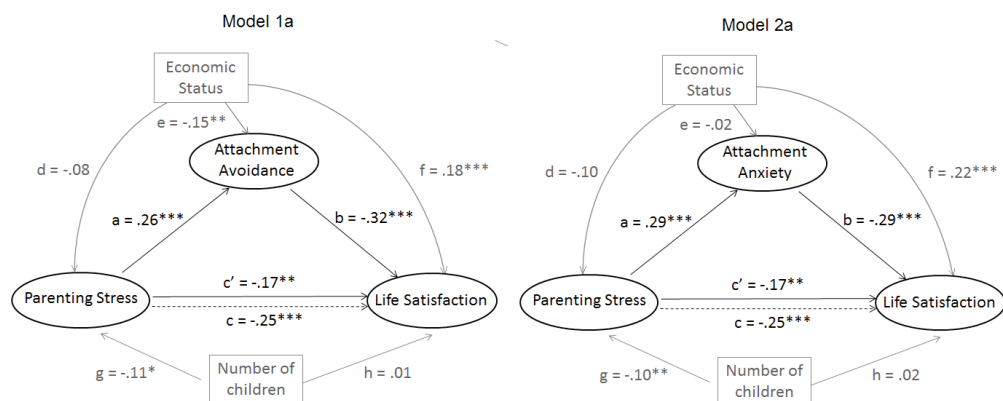 Model 1a
Economic
Status
e = -.15**
Attachment
Avoidance
d = -.08
f = .18***
a = .26***
b = -.32***
c’ = -.17**
Parenting Stress
Life Satisfaction
c = -.25***
g = -.11*
Number of
children
h = .01
Model 2a
Economic
Status
e = -.02
Attachment
Anxiety
d = -.10
f = .22***
a = .29***
b = -.29***
c’ = -.17**
Parenting Stress
Life Satisfaction
c = -.25***
g = -.10**
Number of
children
h = .02